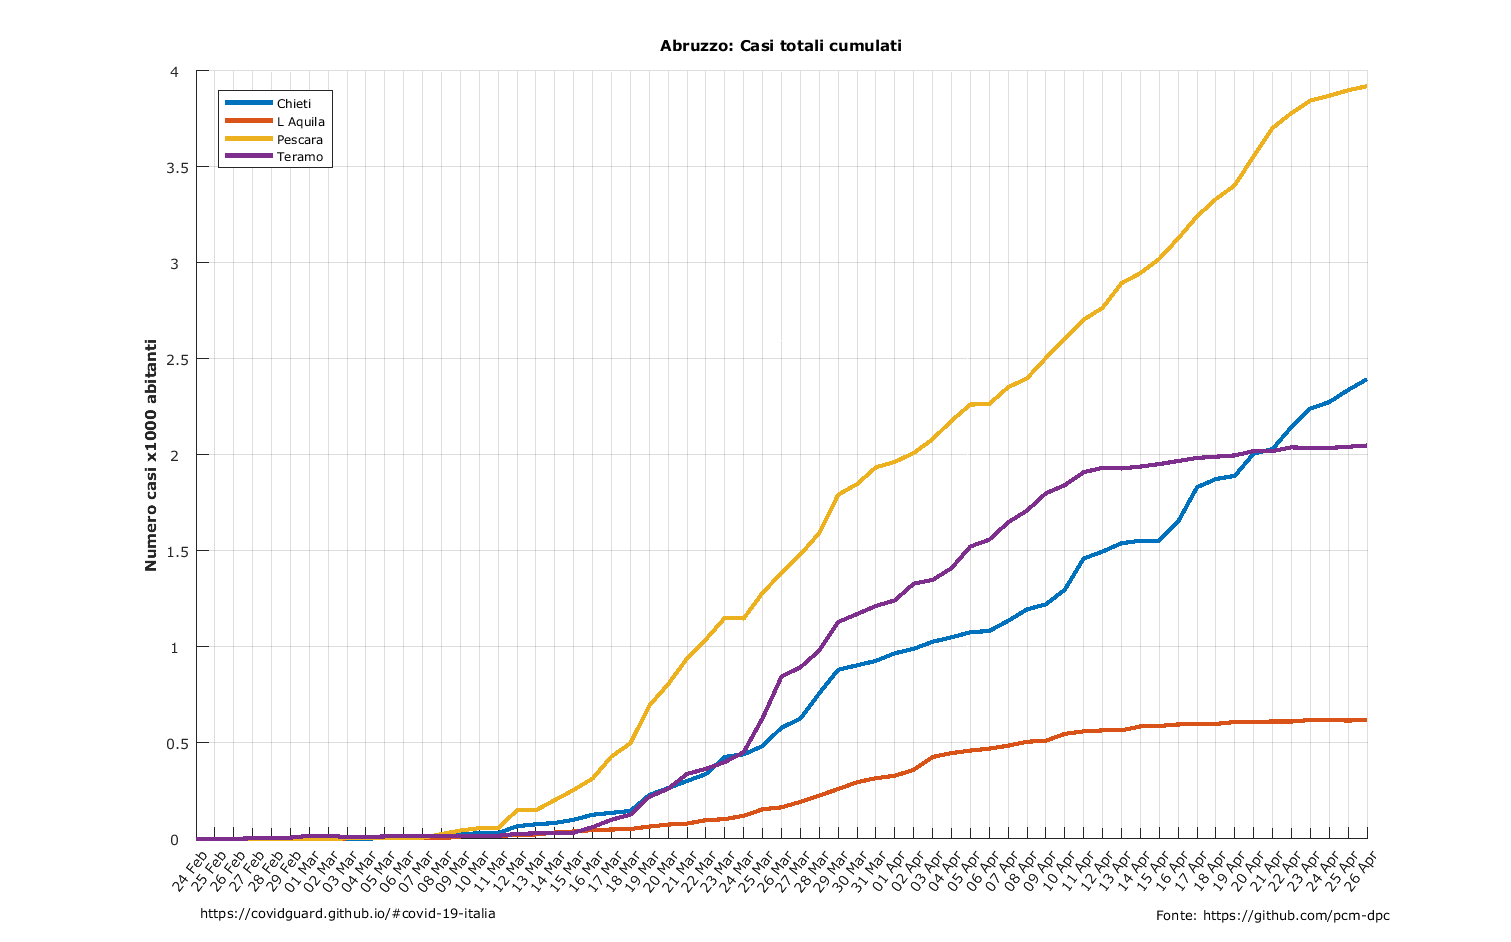 Abruzzo: Casi totali cumulati
4
3.5
3
2.5
2
1.5
1
0.5
0
Numero casi x1000 abitanti
Chieti
L Aquila
Pescara
Teramo
24 Feb
25 Feb
26 Feb
27 Feb
28 Feb
29 Feb
01 Mar
02 Mar
03 Mar
04 Mar
05 Mar
06 Mar
07 Mar
08 Mar
09 Mar
10 Mar
11 Mar
12 Mar
13 Mar
14 Mar
15 Mar
16 Mar
17 Mar
18 Mar
19 Mar
20 Mar
21 Mar
22 Mar
23 Mar
24 Mar
25 Mar
26 Mar
27 Mar
28 Mar
29 Mar
30 Mar
31 Mar
01 Apr
02 Apr
03 Apr
04 Apr
05 Apr
06 Apr
07 Apr
08 Apr
09 Apr
10 Apr
11 Apr
12 Apr
13 Apr
14 Apr
15 Apr
16 Apr
17 Apr
18 Apr
19 Apr
20 Apr
21 Apr
22 Apr
23 Apr
24 Apr
25 Apr
26 Apr
https://covidguard.github.io/#covid-19-italia
Fonte: https://github.com/pcm-dpc